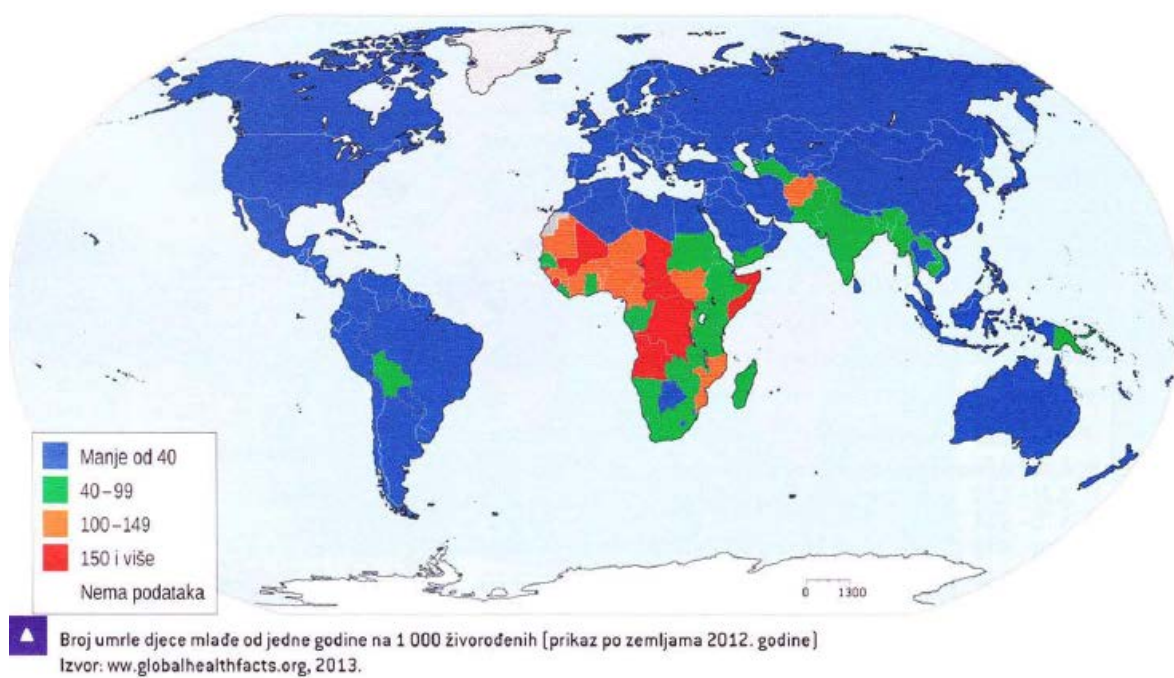 Manje od 40
40–99
100–149
150 i više
Nema podataka
0 1300
Broj umrle djece mlađe od jedne godine na 1 000 živorođenih (prikaz po zemljama 2012. godine)
Izvor: ww.globalhealthfacts.org, 2013.